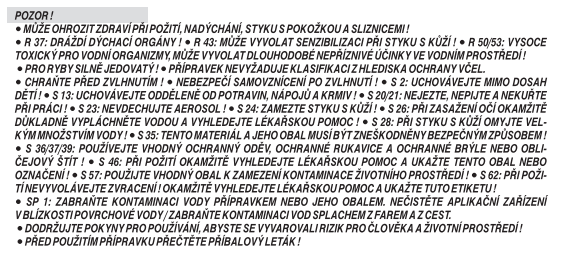 POZOR !
● MŮŽE OHROZIT ZDRAVÍ PŘI POŽITÍ, NADÝCHÁNÍ, STYKU S POKOŽKOU A SLIZNICEMI !
● R 37: DRÁŽDÍ DÝCHACÍ ORGÁNY ! ● R 43: MŮŽE VYVOLAT SENZIBILIZACI PŘI STYKU S KŮŽÍ ! ● R 50/53: VYSOCE
TOXICKÝ PRO VODNÍ ORGANIZMY, MŮŽE VYVOLAT DLOUHODOBÉ NEPŘÍZNIVÉ ÚČINKY VE VODNÍM PROSTŘEDÍ !
● PRO RYBY SILNĚ JEDOVATÝ ! ● PŘÍPRAVEK NEVYŽADUJE KLASIFIKACI Z HLEDISKA OCHRANY VČEL.
● CHRAŇTE PŘED ZVLHNUTÍM ! ● NEBEZPEČÍ SAMOVZNÍCENÍ PO ZVLHNUTÍ ! ● S 2: UCHOVÁVEJTE MIMO DOSAH
DĚTÍ ! ● S 13: UCHOVÁVEJTE ODDĚLENĚ OD POTRAVIN, NÁPOJŮ A KRMIV ! ● S 20/21: NEJEZTE, NEPIJTE A NEKUŘTE
PŘI PRÁCI ! ● S 23: NEVDECHUJTE AEROSOL ! ● S 24: ZAMEZTE STYKU S KŮŽÍ ! ● S 26: PŘI ZASAŽENÍ OČÍ OKAMŽITĚ
DŮKLADNĚ VYPLÁCHNĚTE VODOU A VYHLEDEJTE LÉKAŘSKOU POMOC ! ● S 28: PŘI STYKU S KŮŽÍ OMYJTE VEL-
KÝM MNOŽSTVÍM VODY ! ● S 35: TENTO MATERIÁL A JEHO OBAL MUSÍ BÝT ZNEŠKODNĚNY BEZPEČNÝM ZPŮSOBEM !
● S 36/37/39: POUŽÍVEJTE VHODNÝ OCHRANNÝ ODĚV, OCHRANNÉ RUKAVICE A OCHRANNÉ BRÝLE NEBO OBLI-
ČEJOVÝ ŠTÍT ! ● S 46: PŘI POŽITÍ OKAMŽITĚ VYHLEDEJTE LÉKAŘSKOU POMOC A UKAŽTE TENTO OBAL NEBO
OZNAČENÍ ! ● S 57: POUŽIJTE VHODNÝ OBAL K ZAMEZENÍ KONTAMINACE ŽIVOTNÍHO PROSTŘEDÍ ! ● S 62: PŘI POŽI-
TÍ NEVYVOLÁVEJTE ZVRACENÍ ! OKAMŽITĚ VYHLEDEJTE LÉKAŘSKOU POMOC A UKAŽTE TUTO ETIKETU !
● SP 1: ZABRAŇTE KONTAMINACI VODY PŘÍPRAVKEM NEBO JEHO OBALEM. NEČISTĚTE APLIKAČNÍ ZAŘÍZENÍ
V BLÍZKOSTI POVRCHOVÉ VODY / ZABRAŇTE KONTAMINACI VOD SPLACHEM Z FAREM A Z CEST.
● DODRŽUJTE POKYNY PRO POUŽÍVÁNÍ, ABYSTE SE VYVAROVALI RIZIK PRO ČLOVĚKA A ŽIVOTNÍ PROSTŘEDÍ !
● PŘED POUŽITÍM PŘÍPRAVKU PŘEČTĚTE PŘÍBALOVÝ LETÁK !